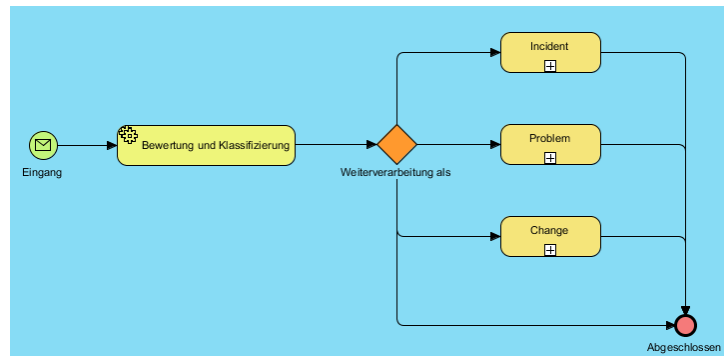 Incident
Eingang
Bewertung und Klassifizierung
Weiterverarbeitung als
Problem
Change
Abgeschlossen